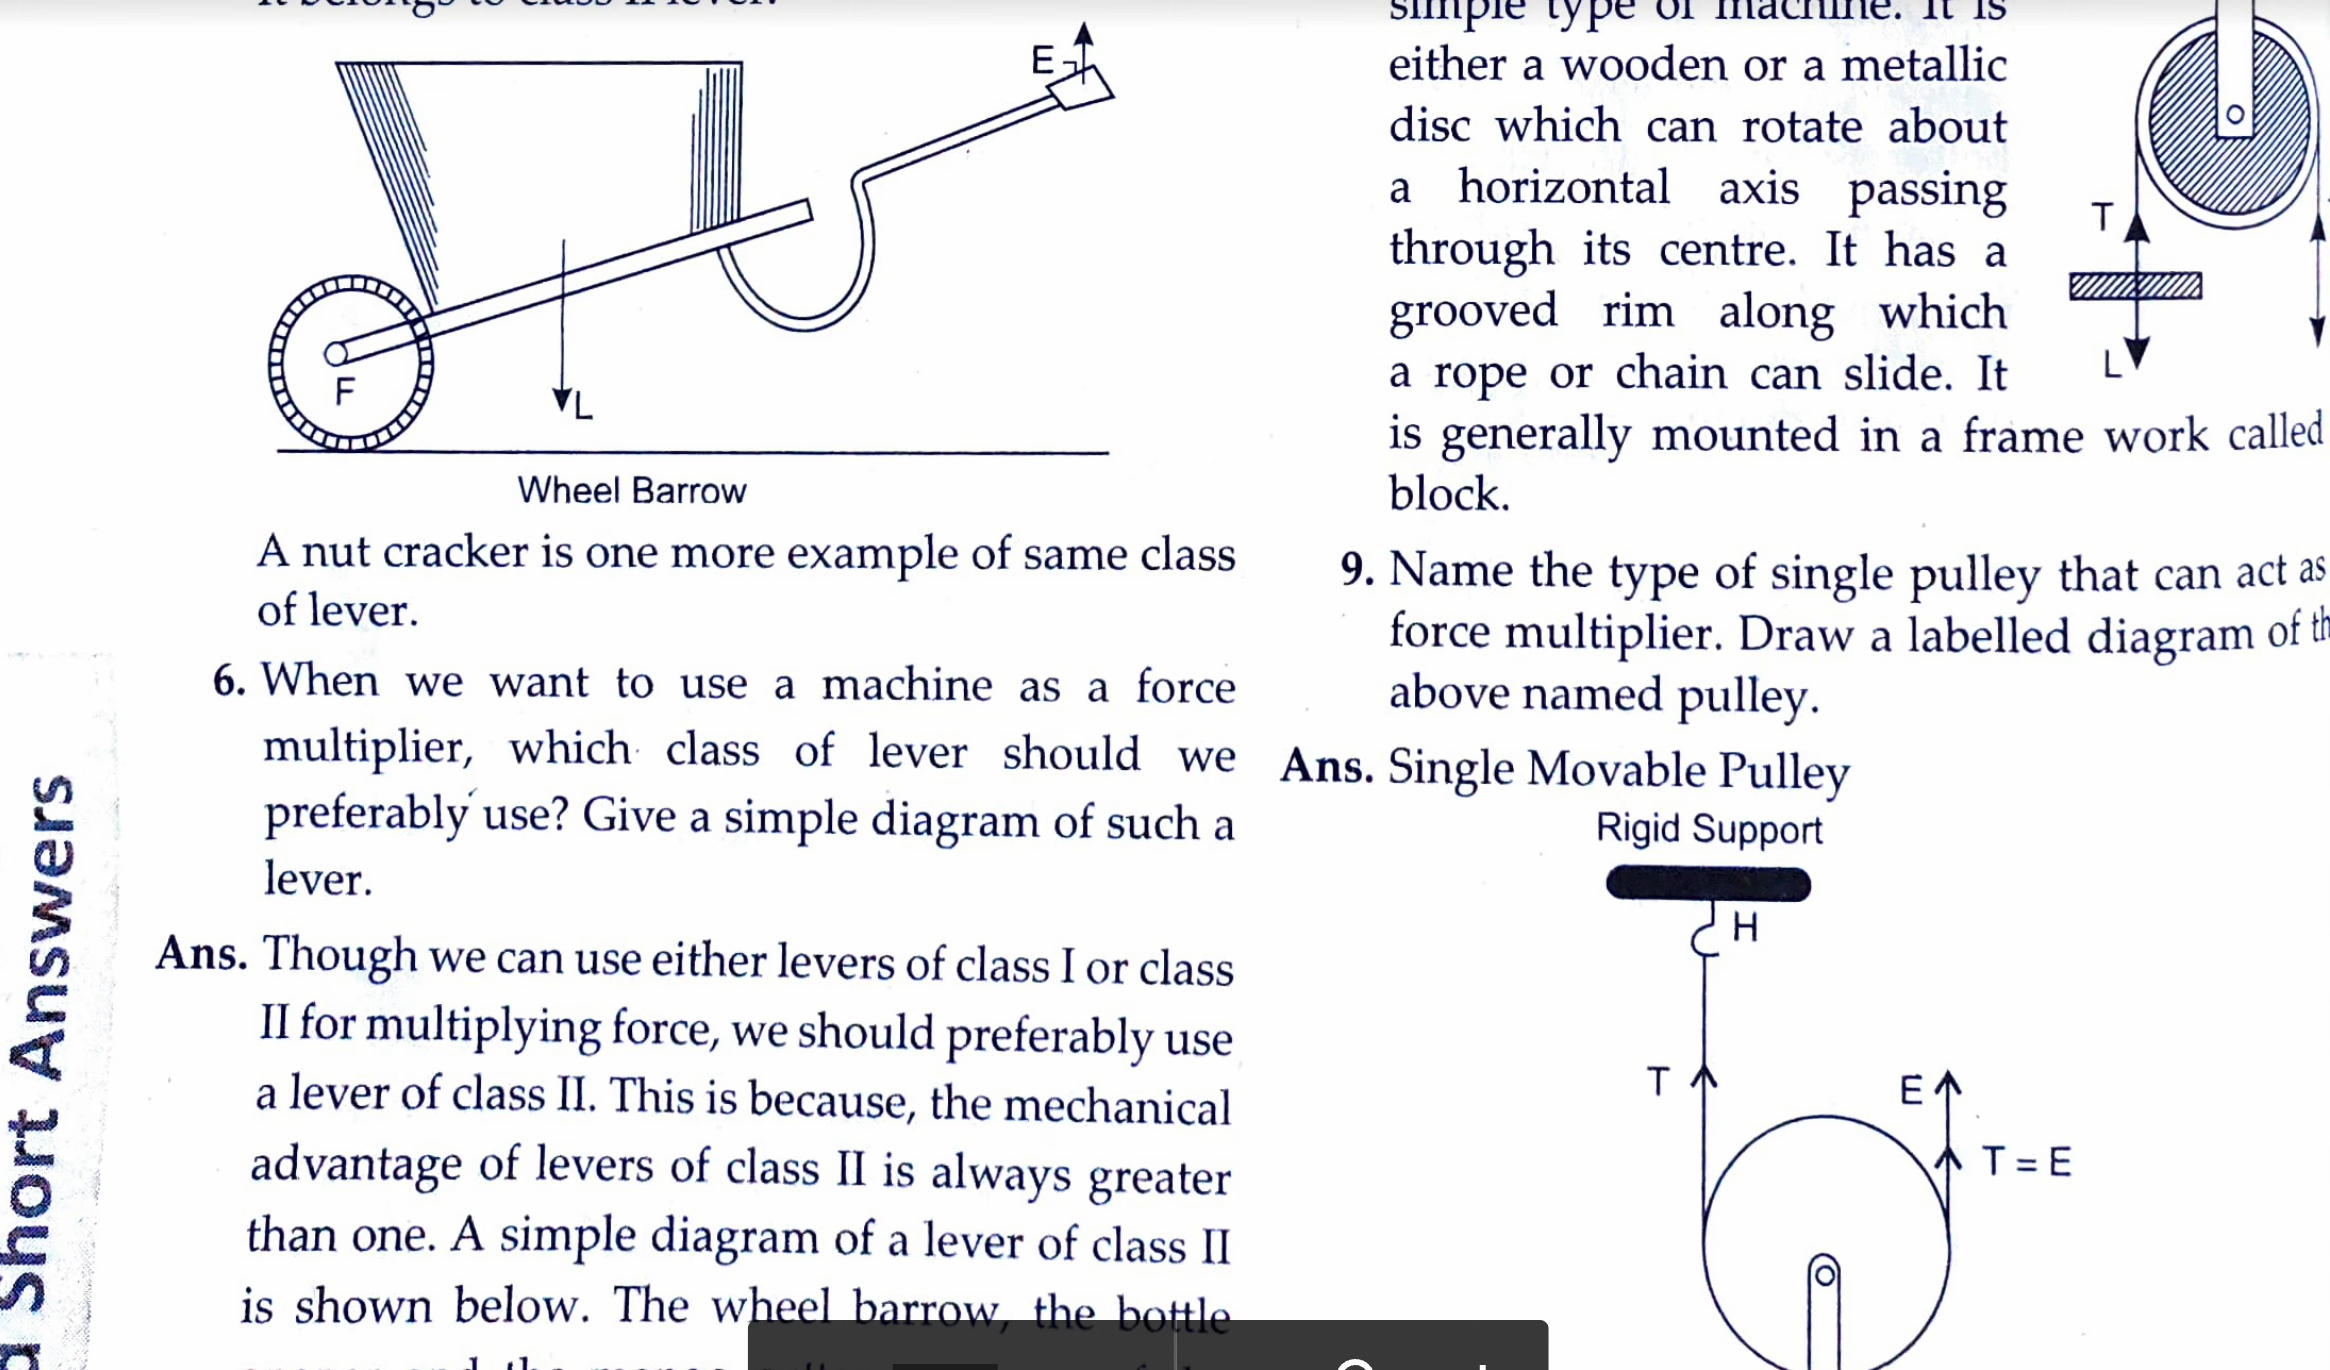 E
F
L
Wheel Barrow
A nut cracker is one more example of same class
of lever.
6. When we want to use a machine as a force
multiplier, which class of lever should we
preferably use? Give a simple diagram of such a
lever.
Ans. Though we can use either levers of class I or class
II for multiplying force, we should preferably use
a lever of class II. This is because, the mechanical
advantage of levers of class II is always greater
than one. A simple diagram of a lever of class II
is shown below. The wheel barrow, the bottle
Short Answers
simple type of machine. It is
either a wooden or a metallic
disc which can rotate about
a horizontal axis passing
through its centre. It has a
grooved rim along which
a rope or chain can slide. It
is generally mounted in a frame work called
block.
T
L
9. Name the type of single pulley that can act as
force multiplier. Draw a labelled diagram of
above named pulley.
Ans. Single Movable Pulley
Rigid Support
H
T
E
T = E